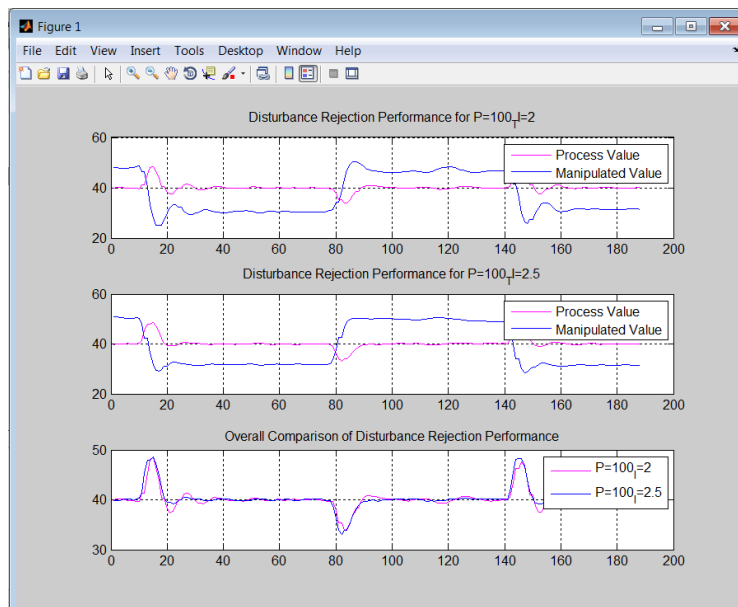 Figure 1
File Edit View Insert Tools Desktop Window Help
Disturbance Rejection Performance for P=100TI=2
60
40
20
0 20 40 60 80 100 120 140 160 180 200
Process Value
Manipulated Value
Disturbance Rejection Performance for P=100TI=2.5
60
40
20
0 20 40 60 80 100 120 140 160 180 200
Process Value
Manipulated Value
Overall Comparison of Disturbance Rejection Performance
50
40
30
0 20 40 60 80 100 120 140 160 180 200
P=100I=2
P=100I=2.5